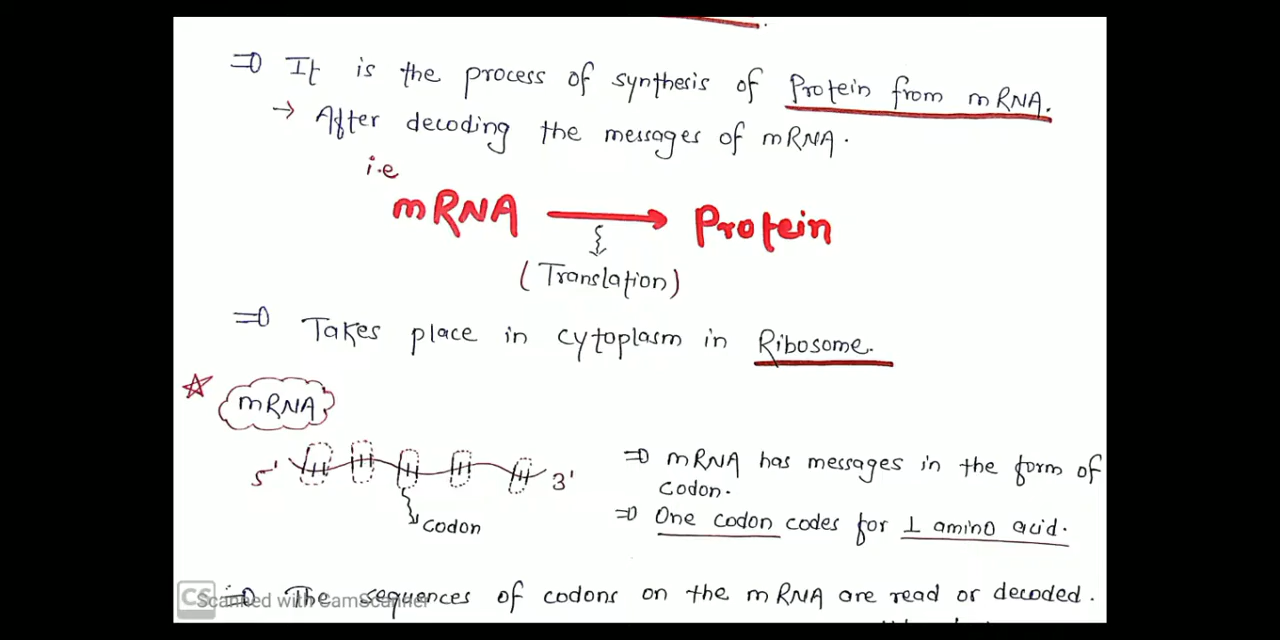 ⇒ It is the process of synthesis of Protein from mRNA.
→ After decoding the messages of mRNA.
i.e
mRNA → Protein
(Translation)
⇒ Takes place in cytoplasm in Ribosome.
☆ mRNA
5' 3'
codon
⇒ mRNA has messages in the form of
codon.
⇒ One codon codes for 1 amino acid.
⇒ The sequences of codons on the mRNA are read or decoded.
CS Scanned with CamScanner